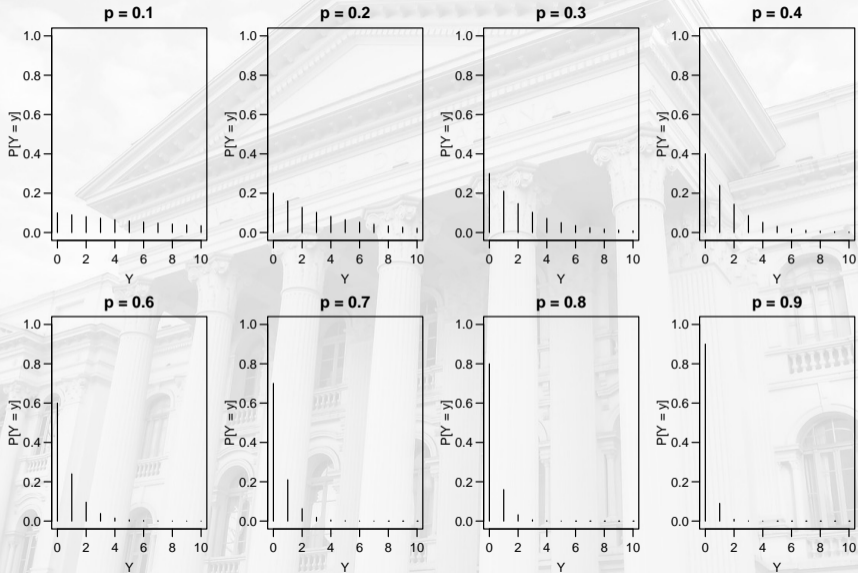 p = 0.1
1.0
0.8
0.6
0.4
0.2
0.0
P[Y = y]
0 2 4 6 8 10
Y
p = 0.2
1.0
0.8
0.6
0.4
0.2
0.0
P[Y = y]
0 2 4 6 8 10
Y
p = 0.3
1.0
0.8
0.6
0.4
0.2
0.0
P[Y = y]
0 2 4 6 8 10
Y
p = 0.4
1.0
0.8
0.6
0.4
0.2
0.0
P[Y = y]
0 2 4 6 8 10
Y
p = 0.6
1.0
0.8
0.6
0.4
0.2
0.0
P[Y = y]
0 2 4 6 8 10
Y
p = 0.7
1.0
0.8
0.6
0.4
0.2
0.0
P[Y = y]
0 2 4 6 8 10
Y
p = 0.8
1.0
0.8
0.6
0.4
0.2
0.0
P[Y = y]
0 2 4 6 8 10
Y
p = 0.9
1.0
0.8
0.6
0.4
0.2
0.0
P[Y = y]
0 2 4 6 8 10
Y